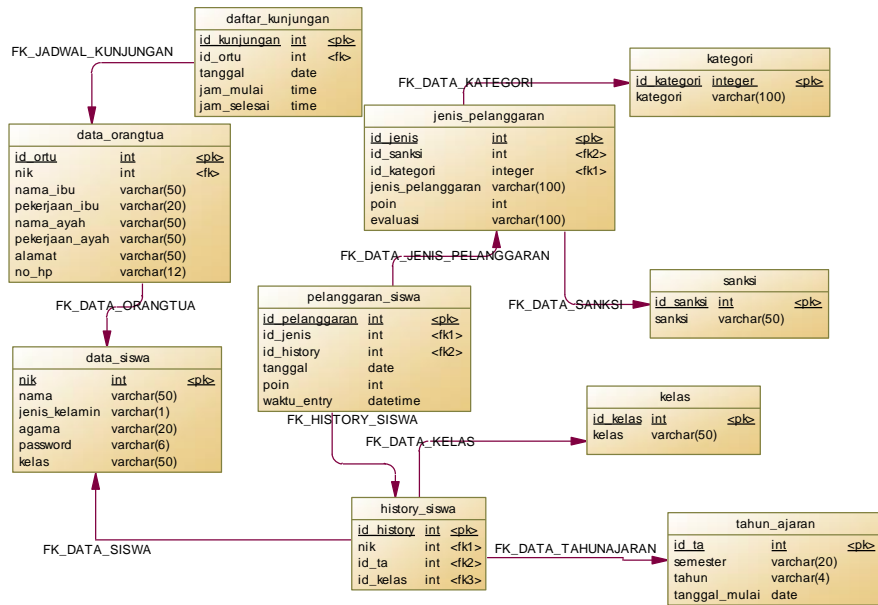 daftar_kunjungan
id_kunjungan int <pk>
id_ortu int <fk>
tanggal date
jam_mulai time
jam_selesai time
FK_JADWAL_KUNJUNGAN
kategori
id_kategori integer <pk>
kategori varchar(100)
FK_DATA_KATEGORI
jenis_pelanggaran
id_jenis int <pk>
id_sanksi int <fk2>
id_kategori integer <fk1>
jenis_pelanggaran varchar(100)
poin int
evaluasi varchar(100)
data_orangtua
id_ortu int <pk>
nik int <fk>
nama_ibu varchar(50)
pekerjaan_ibu varchar(20)
nama_ayah varchar(50)
pekerjaan_ayah varchar(50)
alamat varchar(50)
no_hp varchar(12)
FK_DATA_JENIS_PELANGGARAN
FK_DATA_ORANGTUA
pelanggaran_siswa
id_pelanggaran int <pk>
id_jenis int <fk1>
id_history int <fk2>
tanggal date
poin int
waktu_entry datetime
FK_DATA_SANKSI
sanksi
id_sanksi int <pk>
sanksi varchar(50)
data_siswa
nik int <pk>
nama varchar(50)
jenis_kelamin varchar(1)
agama varchar(20)
password varchar(6)
kelas varchar(50)
FK_HISTORY_SISWA
FK_DATA_KELAS
kelas
id_kelas int <pk>
kelas varchar(50)
history_siswa
id_history int <pk>
nik int <fk1>
id_ta int <fk2>
id_kelas int <fk3>
FK_DATA_SISWA
FK_DATA_TAHUNAJARAN
tahun_ajaran
id_ta int <pk>
semester varchar(20)
tahun varchar(4)
tanggal_mulai date